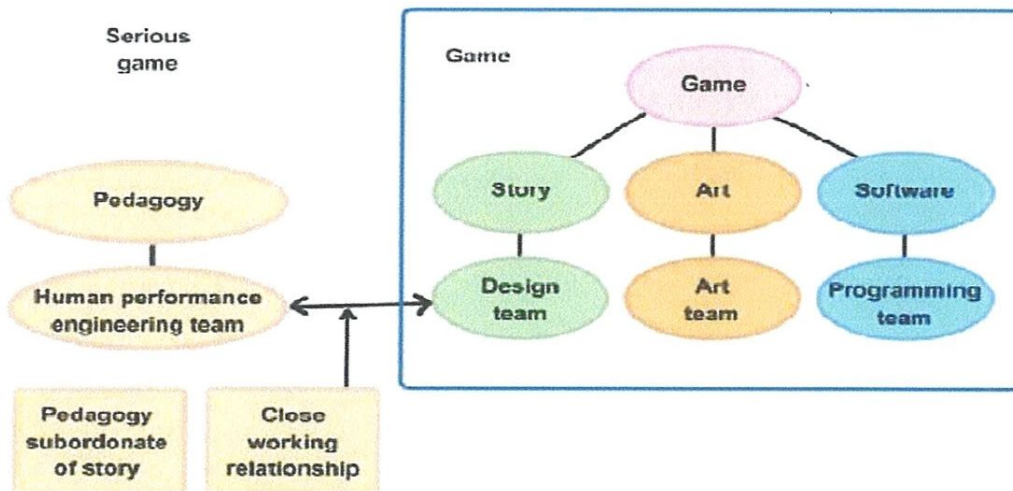 Serious
game
Game
Game
Story
Art
Software
Pedagogy
Human performance
engineering team
Design
team
Art
team
Programming
team
Pedagogy
subordonate
of story
Close
working
relationship